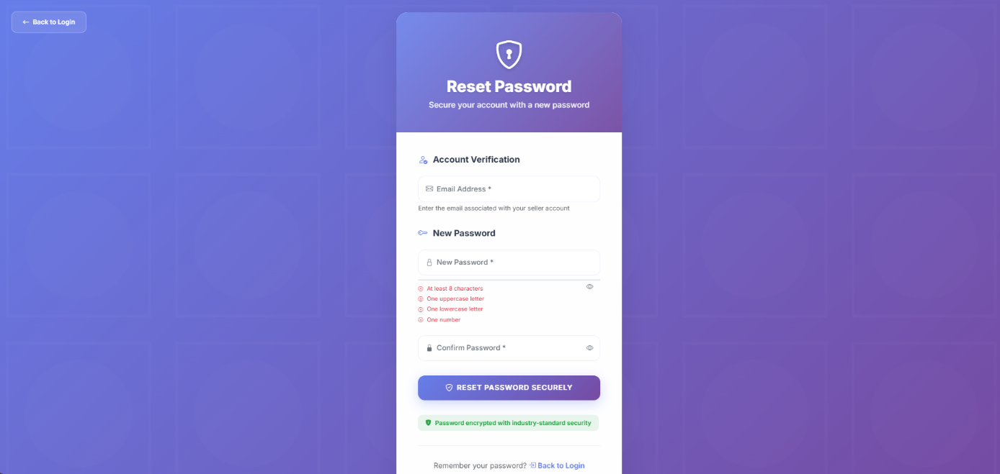 Back to Login
Reset Password
Secure your account with a new password
Account Verification
Email Address *
Enter the email associated with your seller account
New Password
New Password *
At least 8 characters
One uppercase letter
One lowercase letter
One number
Confirm Password *
RESET PASSWORD SECURELY
Password encrypted with industry-standard security
Remember your password? Back to Login